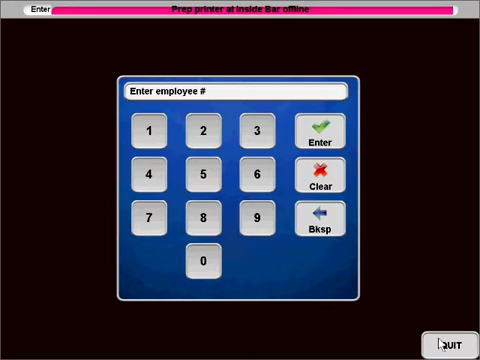 Enter Prep printer at Inside Bar offline
Enter employee #
1 2 3 Enter
4 5 6 Clear
7 8 9 Bksp
0
QUIT